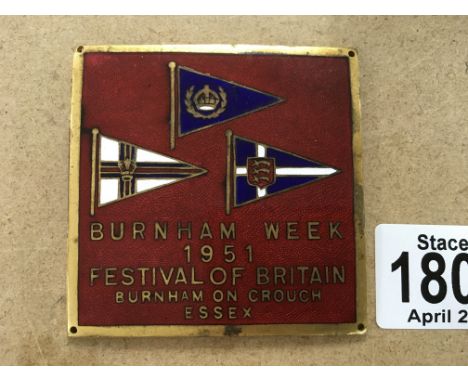 BURNHAM WEEK
1951
FESTIVAL OF BRITAIN
BURNHAM ON CROUCH
ESSEX
Stace
180
April 2